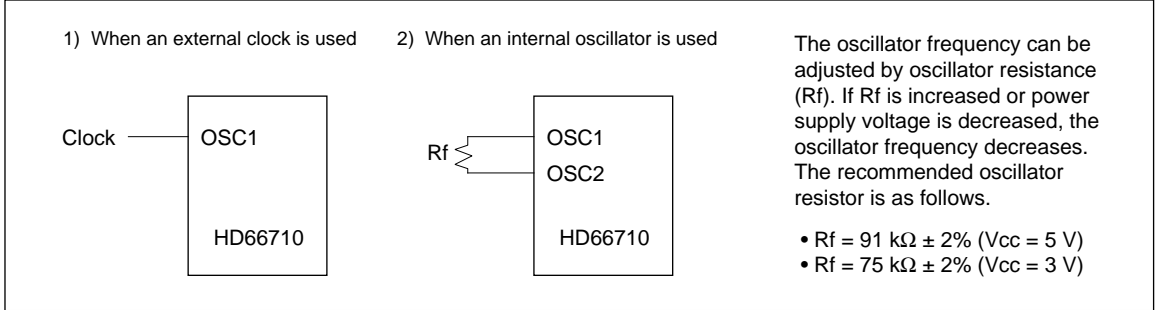 1) When an external clock is used
Clock
OSC1
HD66710
2) When an internal oscillator is used
Rf
OSC1
OSC2
HD66710
The oscillator frequency can be
adjusted by oscillator resistance
(Rf). If Rf is increased or power
supply voltage is decreased, the
oscillator frequency decreases.
The recommended oscillator
resistor is as follows.
• Rf = 91 kΩ ± 2% (Vcc = 5 V)
• Rf = 75 kΩ ± 2% (Vcc = 3 V)